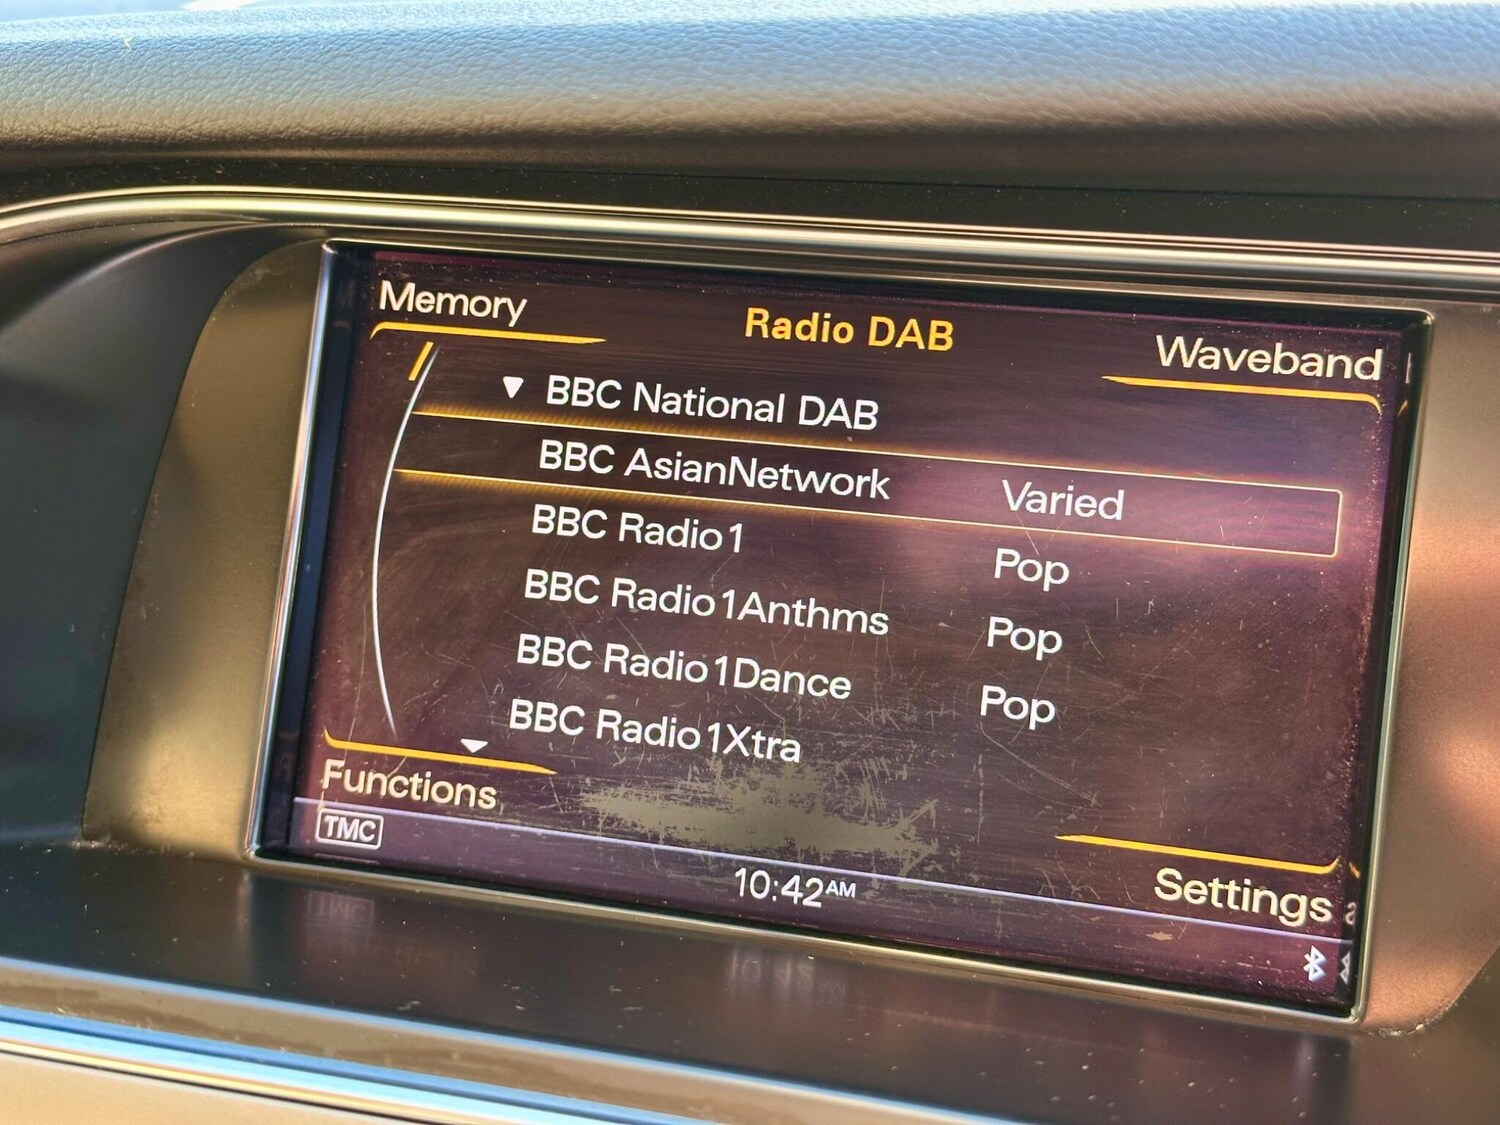 Memory
Radio DAB
Waveband
BBC National DAB
BBC AsianNetwork Varied
BBC Radio1 Pop
BBC Radio1Anthms Pop
BBC Radio1Dance Pop
BBC Radio1Xtra
Functions
TMC
10:42AM
Settings